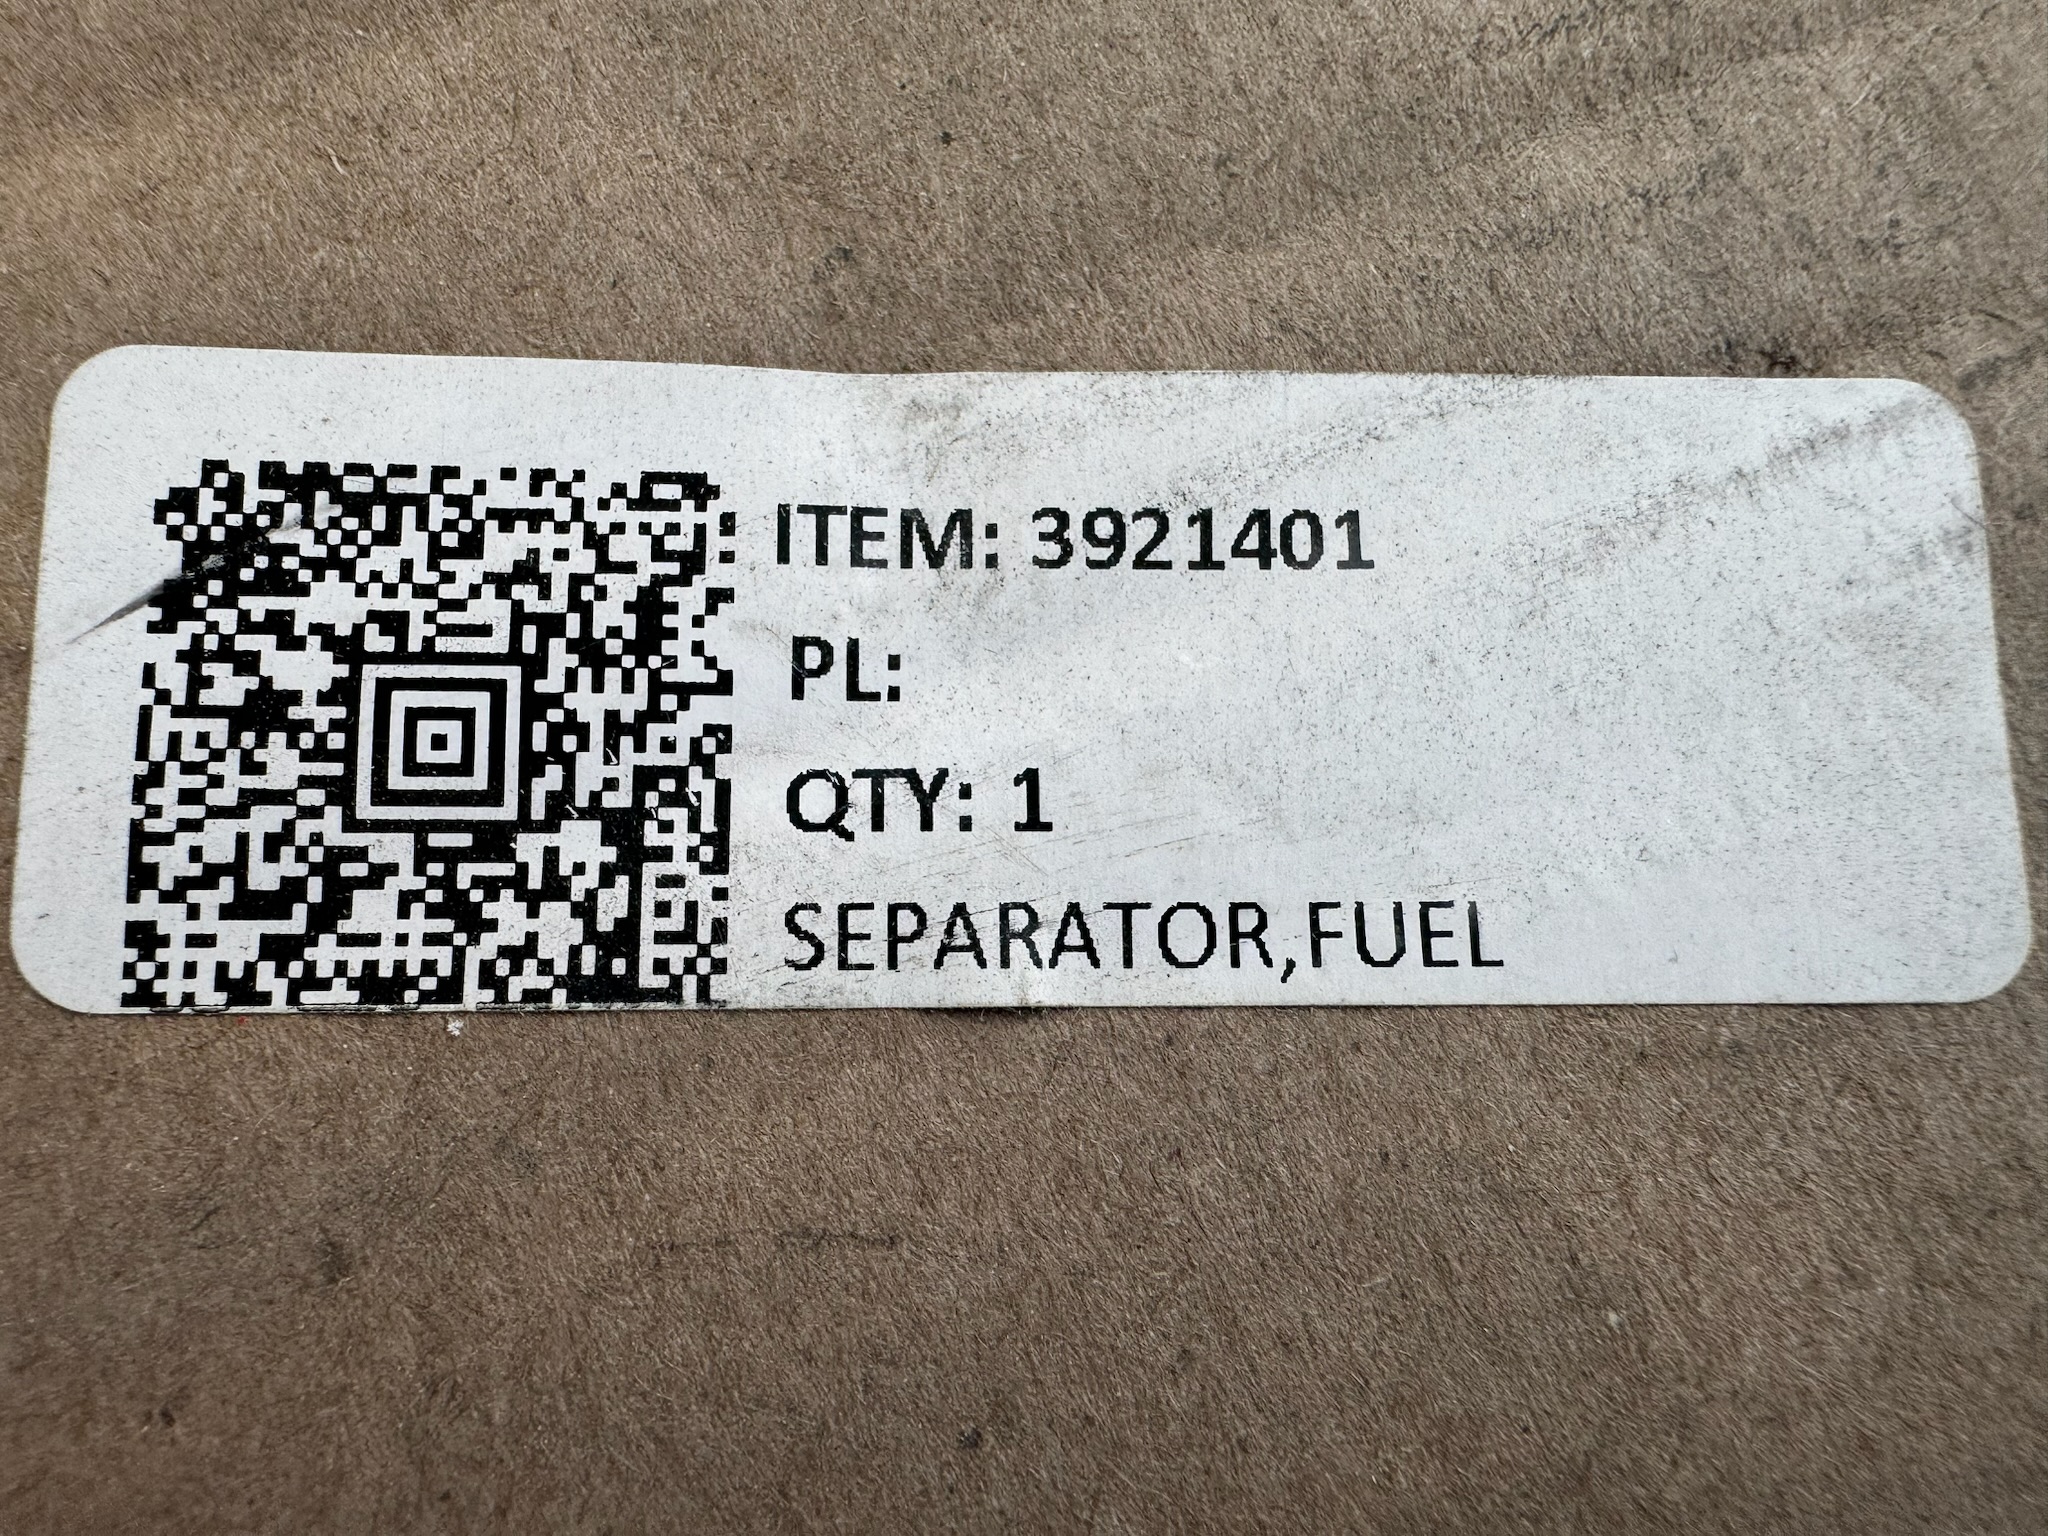 ITEM: 3921401
PL:
QTY: 1
SEPARATOR,FUEL